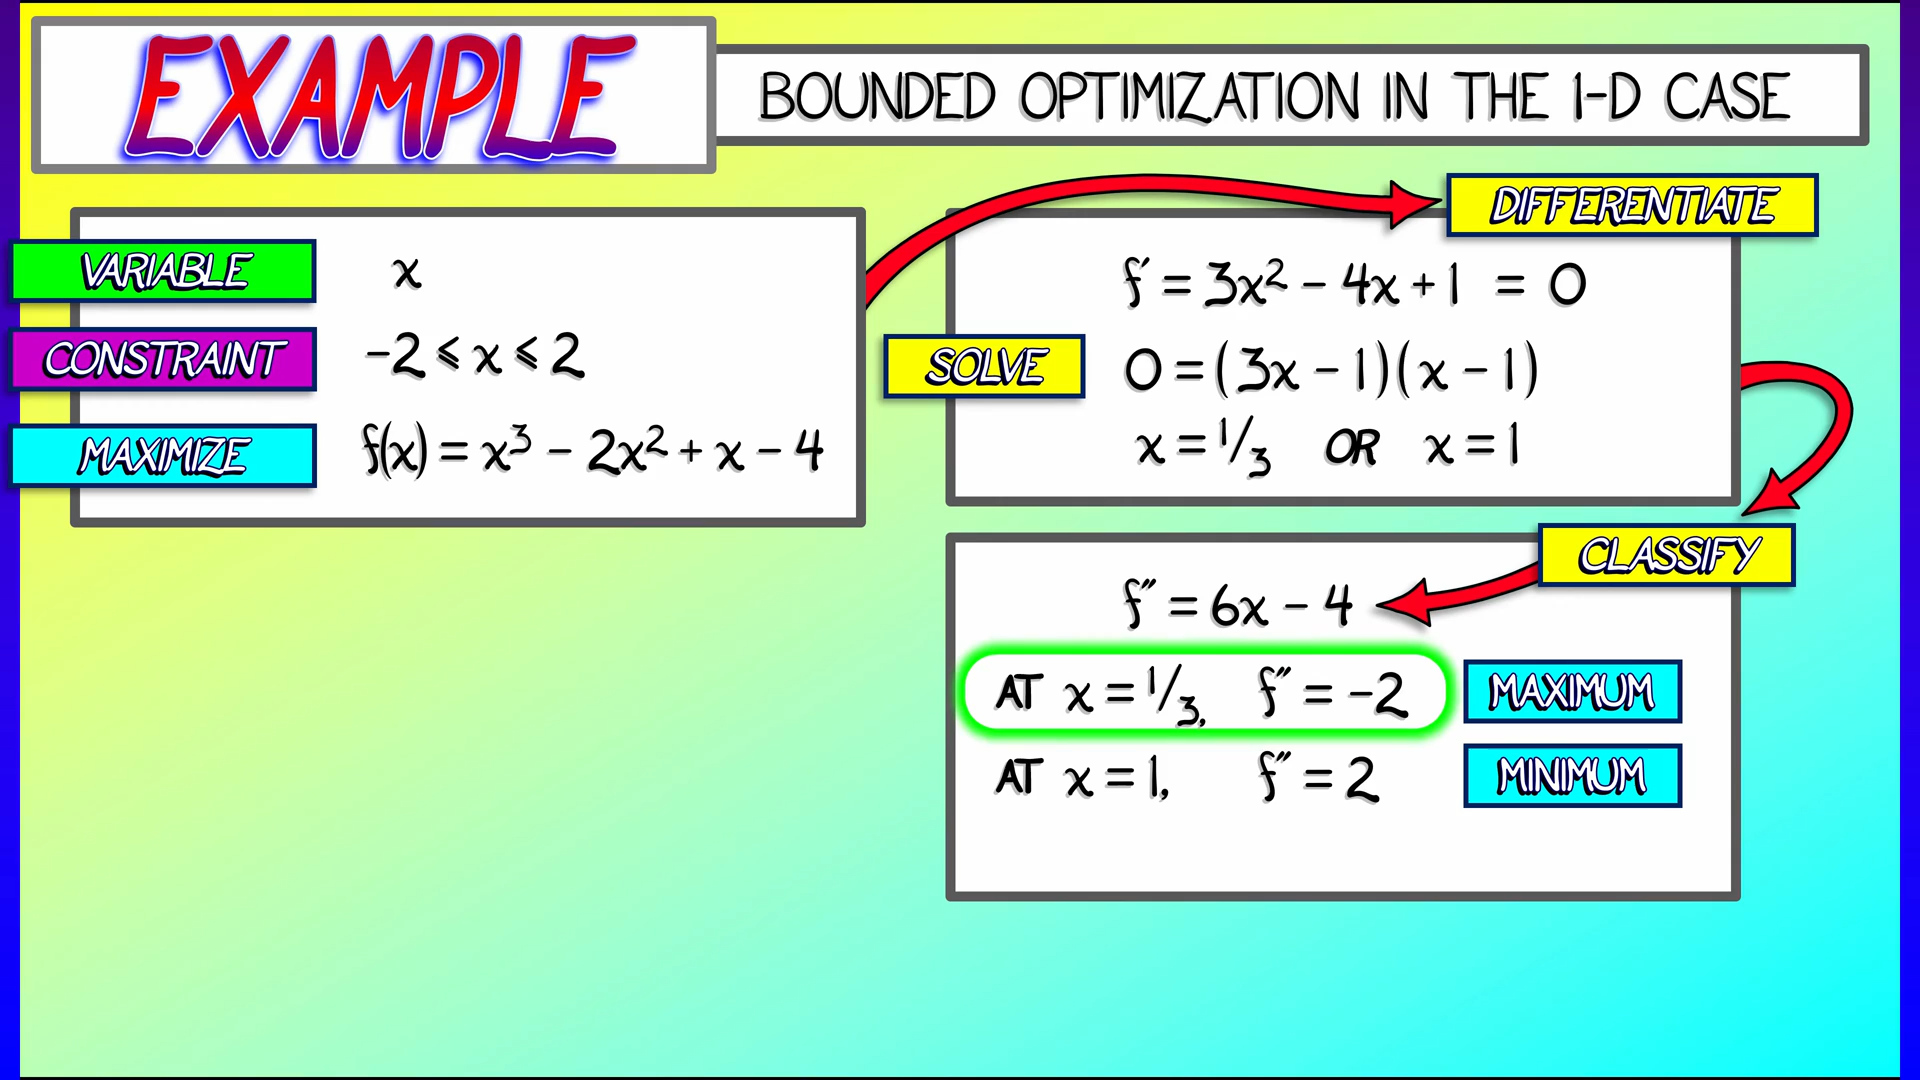 EXAMPLE
BOUNDED OPTIMIZATION IN THE 1-D CASE
VARIABLE x
CONSTRAINT -2 ≤ x ≤ 2
MAXIMIZE f(x) = x³ - 2x² + x - 4
DIFFERENTIATE
f' = 3x² - 4x + 1 = 0
SOLVE 0 = (3x - 1)(x - 1)
x = 1/3 OR x = 1
CLASSIFY
f'' = 6x - 4
AT x = 1/3, f'' = -2 MAXIMUM
AT x = 1, f'' = 2 MINIMUM